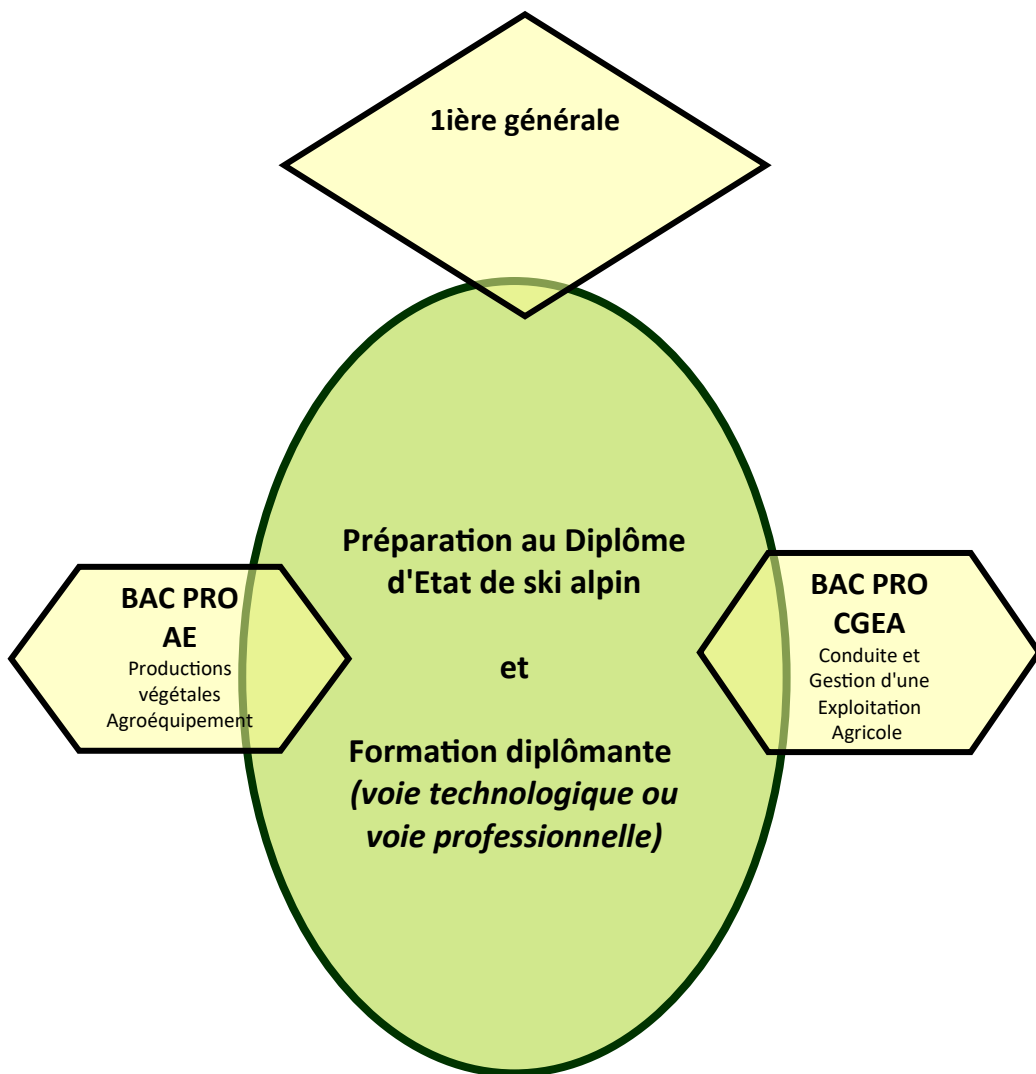 1ière générale
Préparation au Diplôme
d'Etat de ski alpin
et
Formation diplômante
(voie technologique ou
voie professionnelle)
BAC PRO
AE
Productions
végétales
Agroéquipement
BAC PRO
CGEA
Conduite et
Gestion d'une
Exploitation
Agricole